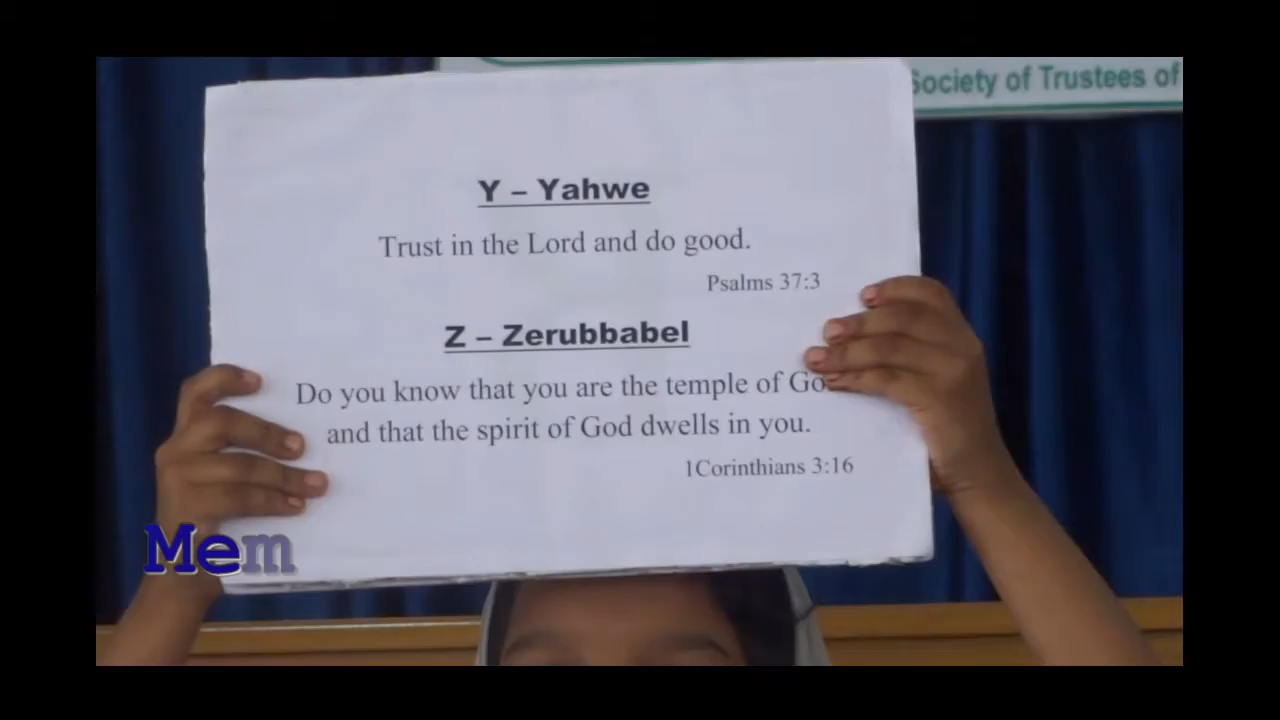 Society of Trustees of
Y – Yahwe
Trust in the Lord and do good.
Psalms 37:3
Z – Zerubbabel
Do you know that you are the temple of Go
and that the spirit of God dwells in you.
1Corinthians 3:16
Mem